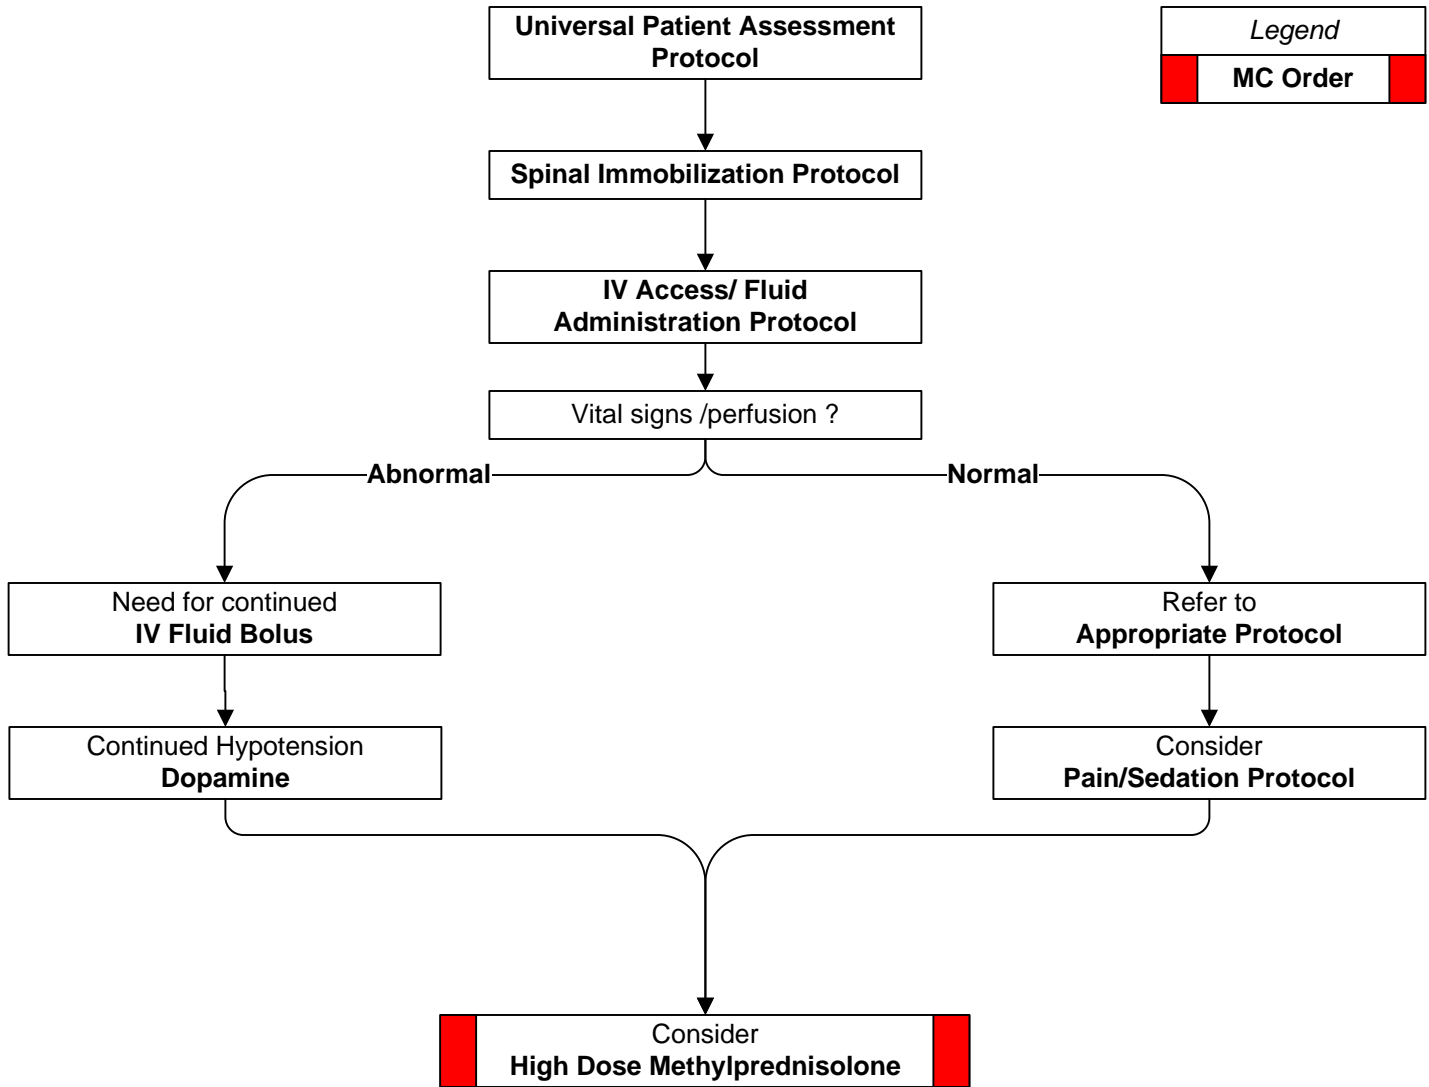 Universal Patient Assessment
Protocol
Legend
MC Order
Spinal Immobilization Protocol
IV Access/ Fluid
Administration Protocol
Vital signs /perfusion ?
Abnormal
Normal
Need for continued
IV Fluid Bolus
Refer to
Appropriate Protocol
Continued Hypotension
Dopamine
Consider
Pain/Sedation Protocol
Consider
High Dose Methylprednisolone